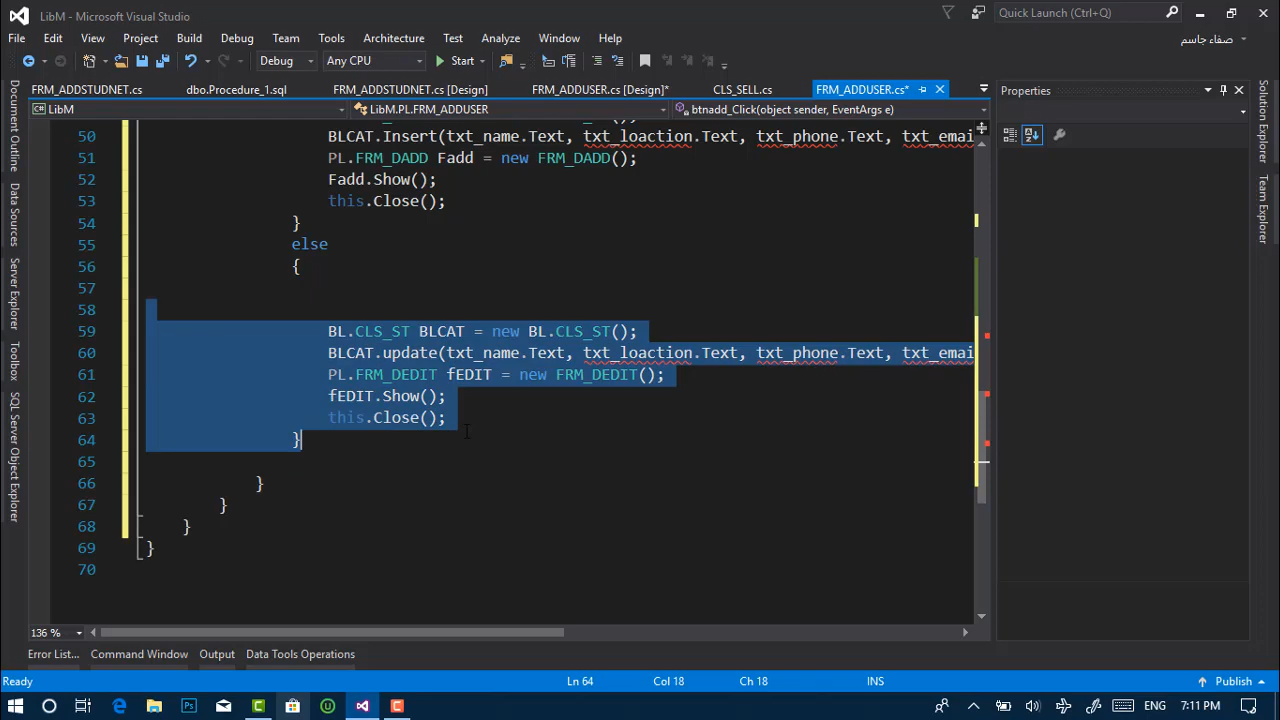 LibM - Microsoft Visual Studio
Quick Launch (Ctrl+Q)
File Edit View Project Build Debug Team Tools Architecture Test Analyze Window Help
صفاء جاسم
Debug Any CPU Start
FRM_ADDSTUDNET.cs dbo.Procedure_1.sql FRM_ADDSTUDNET.cs [Design] FRM_ADDUSER.cs [Design]* CLS_SELL.cs FRM_ADDUSER.cs*
Properties
LibM LibM.PL.FRM_ADDUSER btnadd_Click(object sender, EventArgs e)
Document Outline
Data Sources
Server Explorer
Toolbox
SQL Server Object Explorer
50 BLCAT.Insert(txt_name.Text, txt_loaction.Text, txt_phone.Text, txt_emai
51 PL.FRM_DADD Fadd = new FRM_DADD();
52 Fadd.Show();
53 this.Close();
54 }
55 else
56 {
57
58
59 BL.CLS_ST BLCAT = new BL.CLS_ST();
60 BLCAT.update(txt_name.Text, txt_loaction.Text, txt_phone.Text, txt_emai
61 PL.FRM_DEDIT fEDIT = new FRM_DEDIT();
62 fEDIT.Show();
63 this.Close();
64 }
65
66 }
67 }
68 }
69 }
70
Solution Explorer
Team Explorer
136 %
Error List... Command Window Output Data Tools Operations
Ready Ln 64 Col 18 Ch 18 INS Publish
ENG 7:11 PM